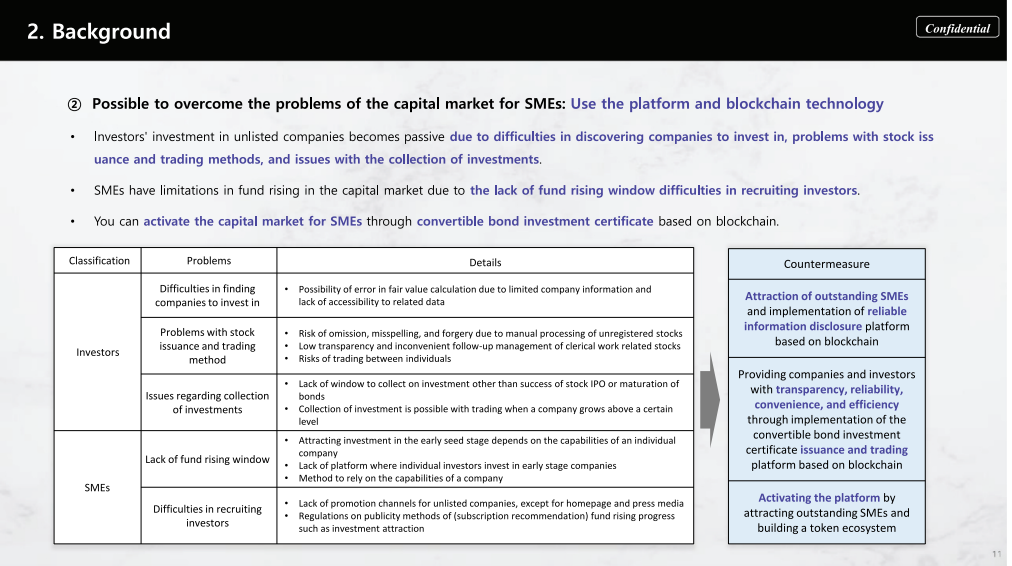 2. Background
Confidential
② Possible to overcome the problems of the capital market for SMEs: Use the platform and blockchain technology
• Investors' investment in unlisted companies becomes passive due to difficulties in discovering companies to invest in, problems with stock iss
uance and trading methods, and issues with the collection of investments.
• SMEs have limitations in fund rising in the capital market due to the lack of fund rising window difficulties in recruiting investors.
• You can activate the capital market for SMEs through convertible bond investment certificate based on blockchain.
Classification
Problems
Details
Investors
Difficulties in finding
companies to invest in
• Possibility of error in fair value calculation due to limited company information and
lack of accessibility to related data
Problems with stock
issuance and trading
method
• Risk of omission, misspelling, and forgery due to manual processing of unregistered stocks
• Low transparency and inconvenient follow-up management of clerical work related stocks
• Risks of trading between individuals
Issues regarding collection
of investments
• Lack of window to collect on investment other than success of stock IPO or maturation of
bonds
• Collection of investment is possible with trading when a company grows above a certain
level
SMEs
Lack of fund rising window
• Attracting investment in the early seed stage depends on the capabilities of an individual
company
• Lack of platform where individual investors invest in early stage companies
• Method to rely on the capabilities of a company
Difficulties in recruiting
investors
• Lack of promotion channels for unlisted companies, except for homepage and press media
• Regulations on publicity methods of (subscription recommendation) fund rising progress
such as investment attraction
Countermeasure
Attraction of outstanding SMEs
and implementation of reliable
information disclosure platform
based on blockchain
Providing companies and investors
with transparency, reliability,
convenience, and efficiency
through implementation of the
convertible bond investment
certificate issuance and trading
platform based on blockchain
Activating the platform by
attracting outstanding SMEs and
building a token ecosystem
11